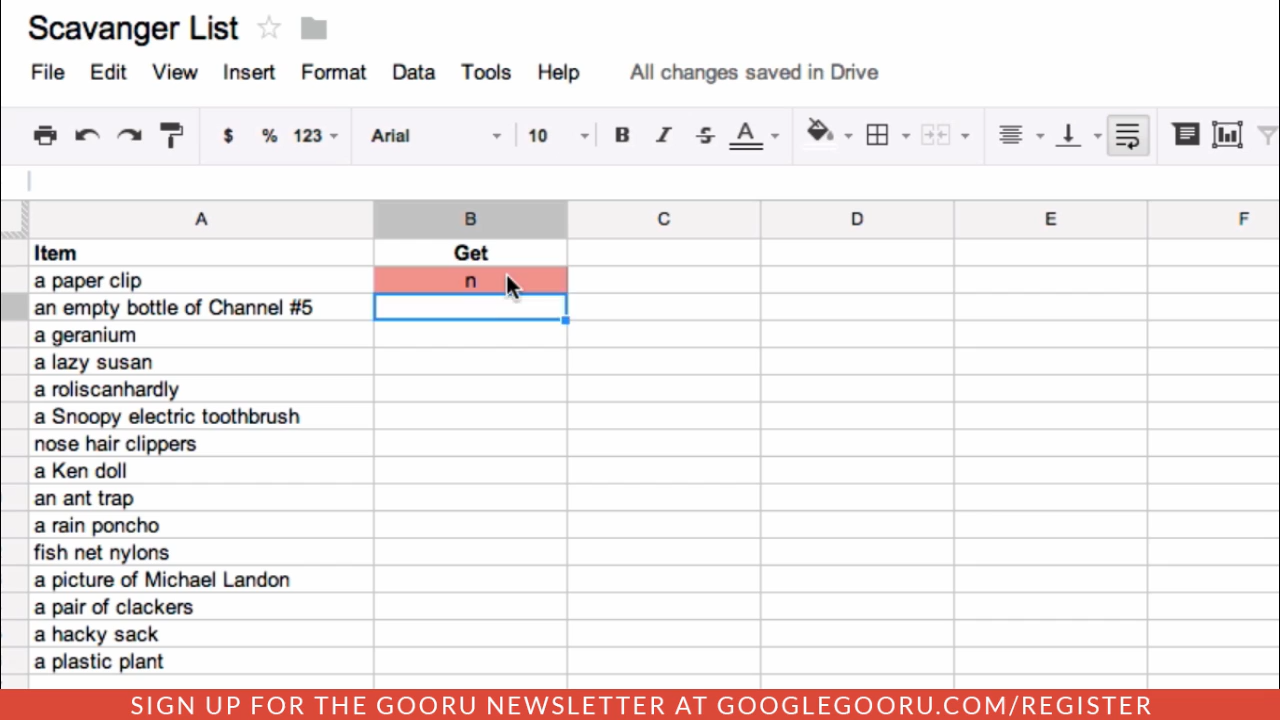 Scavanger List
File Edit View Insert Format Data Tools Help All changes saved in Drive
$ % 123 Arial 10 B I S A
A B C D E F
Item Get
a paper clip n
an empty bottle of Channel #5
a geranium
a lazy susan
a roliscanhardly
a Snoopy electric toothbrush
nose hair clippers
a Ken doll
an ant trap
a rain poncho
fish net nylons
a picture of Michael Landon
a pair of clackers
a hacky sack
a plastic plant
SIGN UP FOR THE GOORU NEWSLETTER AT GOOGLEGOORU.COM/REGISTER